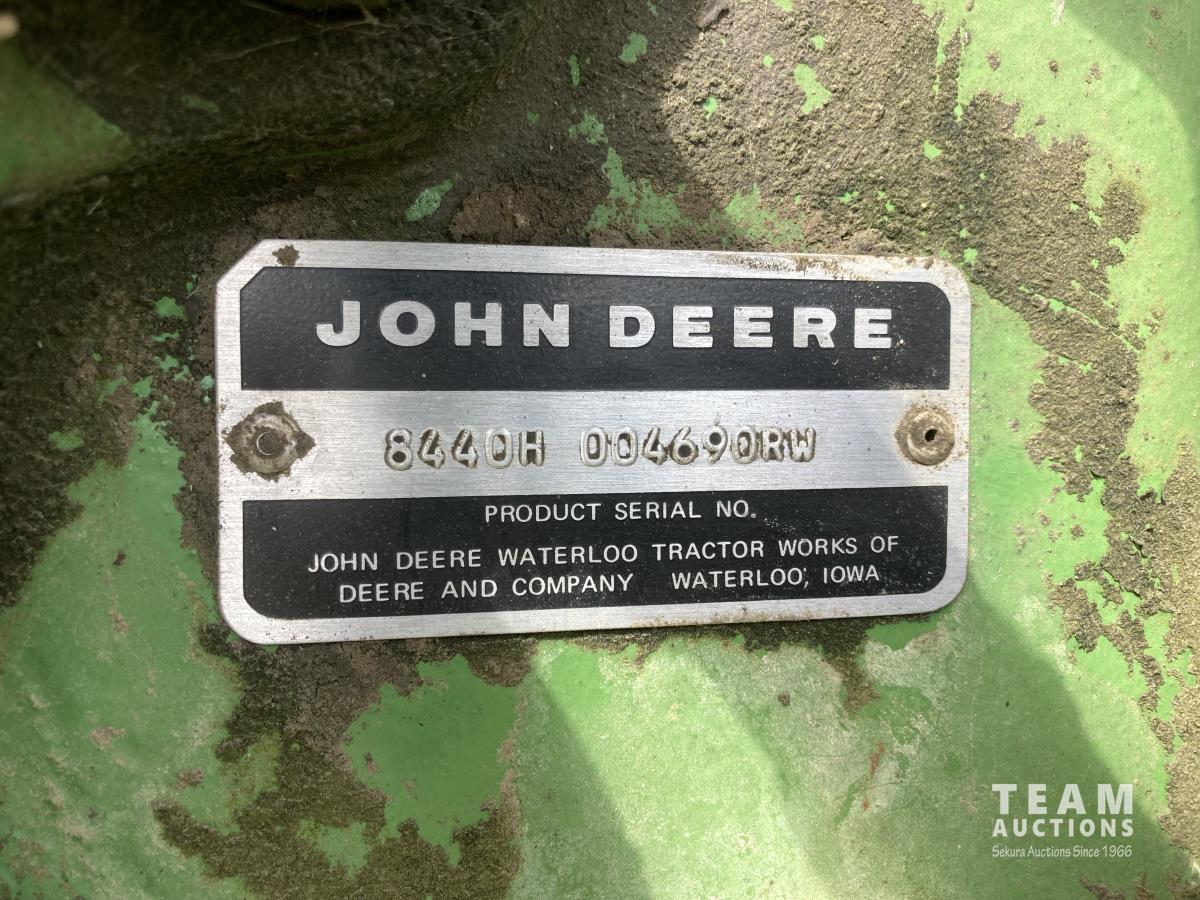 JOHN DEERE
8440H 004690RW
PRODUCT SERIAL NO.
JOHN DEERE WATERLOO TRACTOR WORKS OF
DEERE AND COMPANY WATERLOO, IOWA
TEAM
AUCTIONS
Sekura Auctions Since 1966